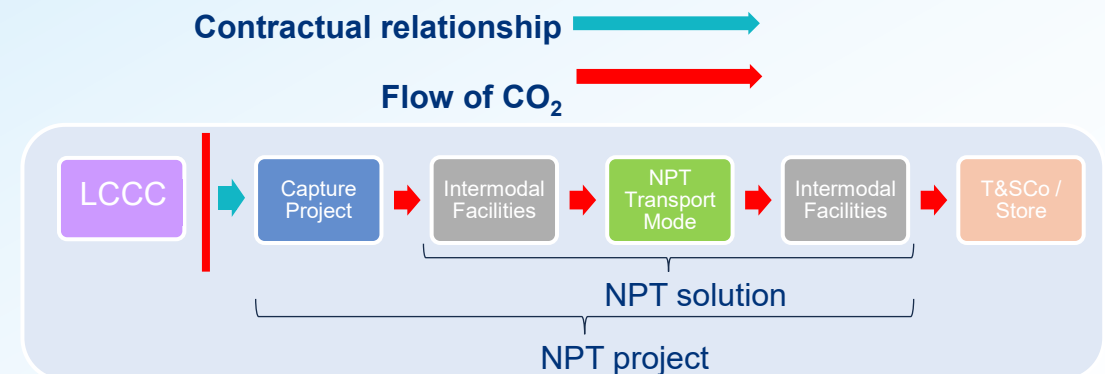 Contractual relationship
Flow of CO₂
LCCC
Capture
Project
Intermodal
Facilities
NPT
Transport
Mode
Intermodal
Facilities
T&SCo /
Store
NPT solution
NPT project